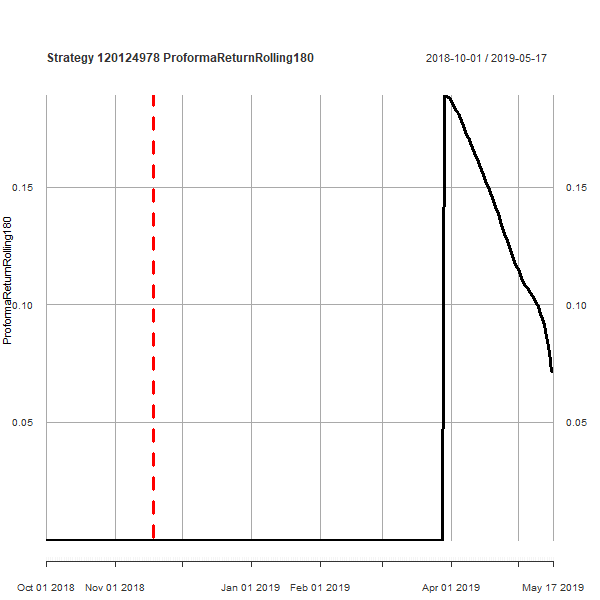 Strategy 120124978 ProformaReturnRolling180
2018-10-01 / 2019-05-17
ProformaReturnRolling180
0.15
0.15
0.10
0.10
0.05
0.05
Oct 01 2018
Nov 01 2018
Jan 01 2019
Feb 01 2019
Apr 01 2019
May 17 2019